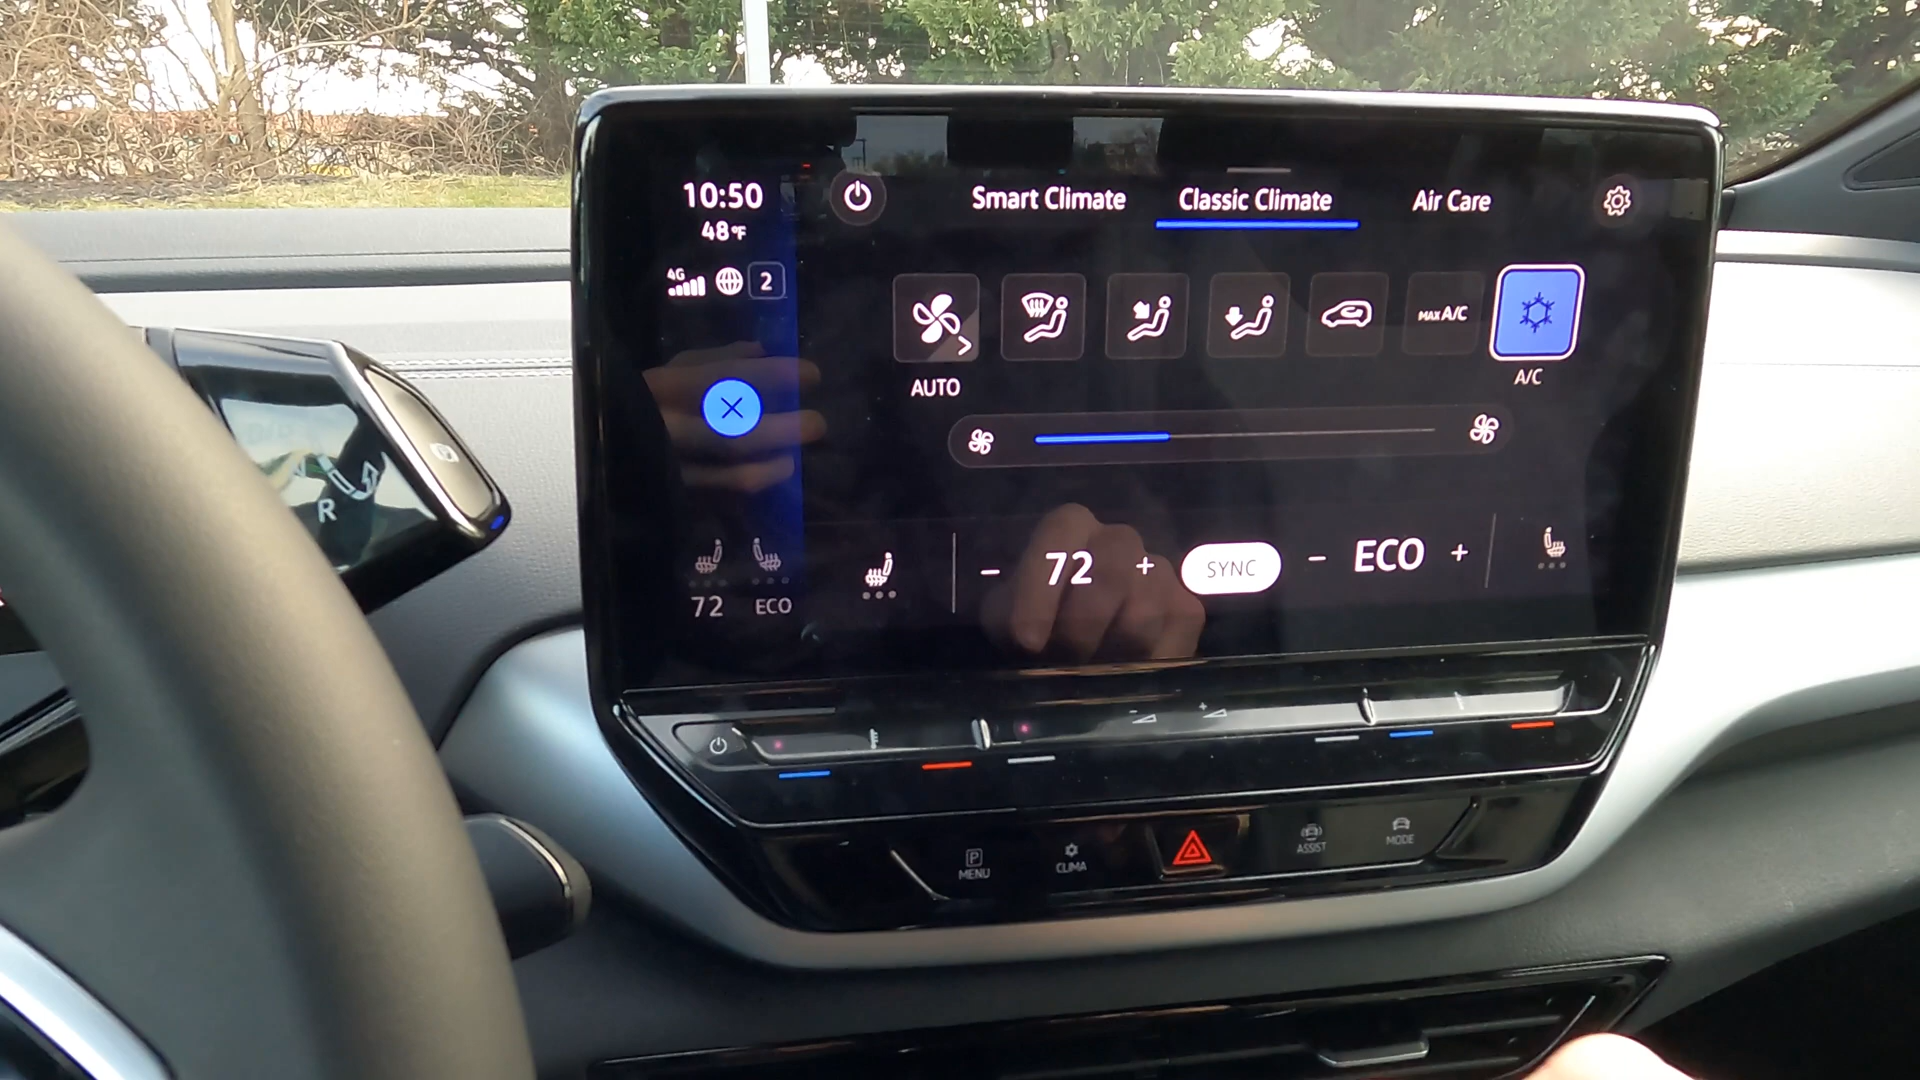 10:50
48°F
4G
2
Smart Climate
Classic Climate
Air Care
MAX A/C
AUTO
A/C
72
ECO
- 72 +
SYNC
- ECO +
R
P
MENU
CLIMA
ASSIST
MODE